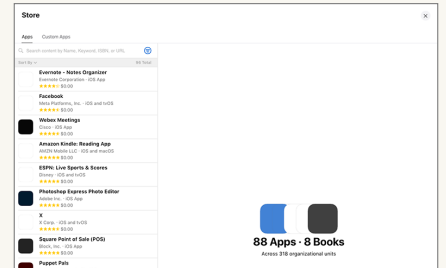 Store
Apps Custom Apps
Search content by Name, Keyword, ISBN, or URL
Sort By
88 Total
Evernote - Notes Organizer
Evernote Corporation · iOS App
$0.00
Facebook
Meta Platforms, Inc. · iOS and tvOS
$0.00
Webex Meetings
Cisco · iOS App
$0.00
Amazon Kindle: Reading App
AMZN Mobile LLC · iOS and macOS
$0.00
ESPN: Live Sports & Scores
Disney · iOS and tvOS
$0.00
Photoshop Express Photo Editor
Adobe Inc. · iOS App
$0.00
X
X Corp. · iOS and tvOS
$0.00
Square Point of Sale (POS)
Block, Inc. · iOS App
$0.00
Puppet Pals
88 Apps · 8 Books
Across 318 organizational units